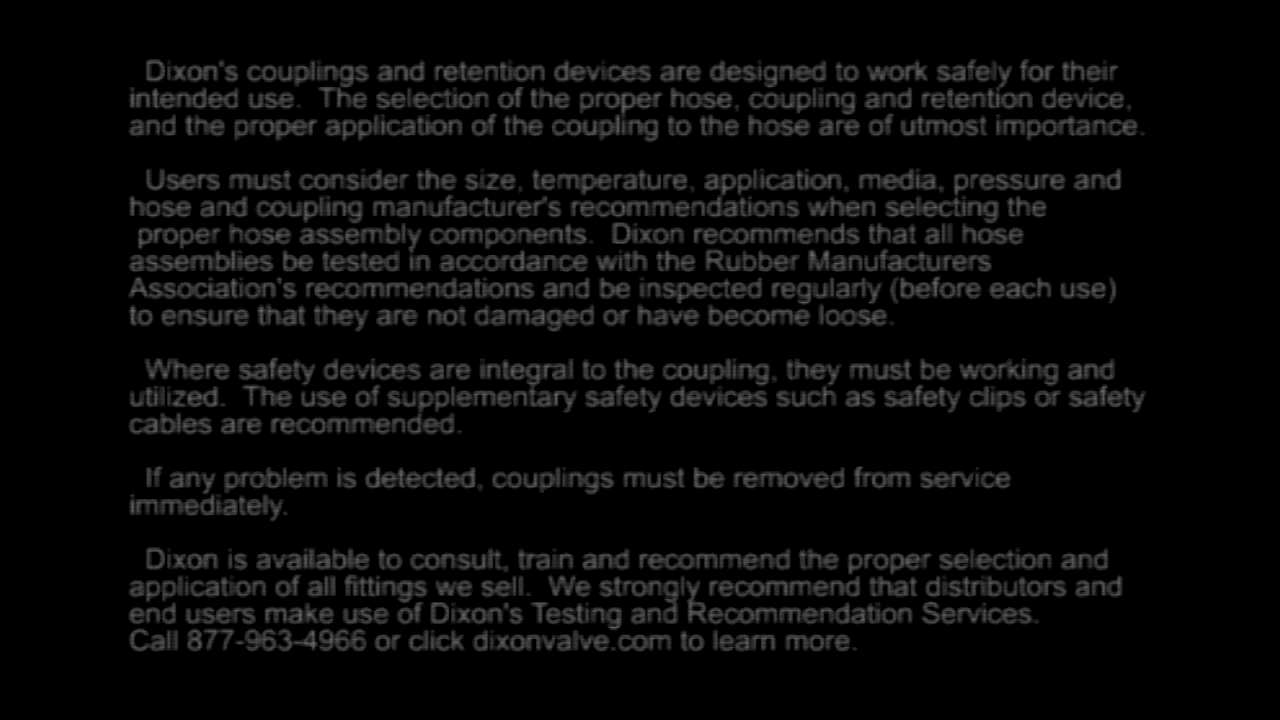 Dixon's couplings and retention devices are designed to work safely for their
intended use.  The selection of the proper hose, coupling and retention device,
and the proper application of the coupling to the hose are of utmost importance.
Users must consider the size, temperature, application, media, pressure and
hose and coupling manufacturer's recommendations when selecting the
proper hose assembly components.  Dixon recommends that all hose
assemblies be tested in accordance with the Rubber Manufacturers
Association's recommendations and be inspected regularly (before each use)
to ensure that they are not damaged or have become loose.
Where safety devices are integral to the coupling, they must be working and
utilized.  The use of supplementary safety devices such as safety clips or safety
cables are recommended.
If any problem is detected, couplings must be removed from service
immediately.
Dixon is available to consult, train and recommend the proper selection and
application of all fittings we sell.  We strongly recommend that distributors and
end users make use of Dixon's Testing and Recommendation Services.
Call 877-963-4966 or click dixonvalve.com to learn more.